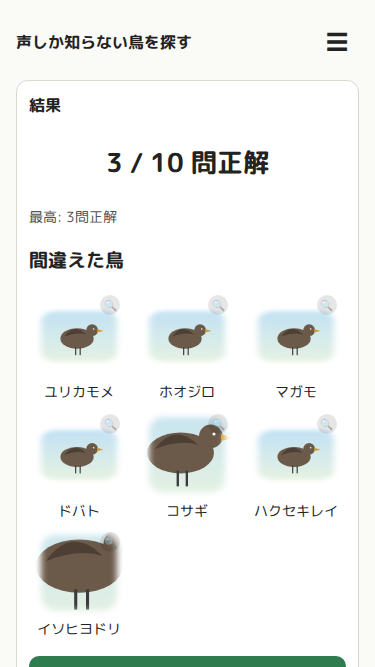 声しか知らない鳥を探す
結果
3 / 10 問正解
最高: 3問正解
間違えた鳥
ユリカモメ
ホオジロ
マガモ
ドバト
コサギ
ハクセキレイ
イソヒヨドリ